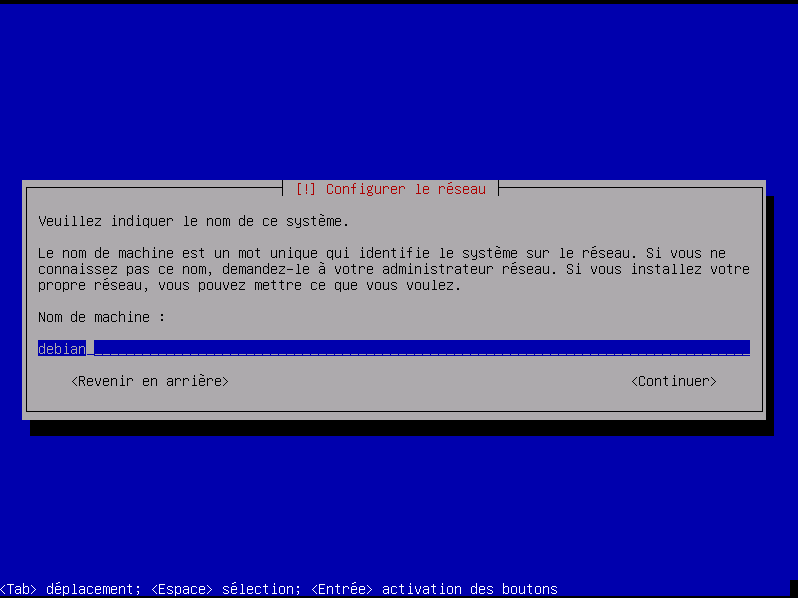 [!] Configurer le réseau
Veuillez indiquer le nom de ce système.
Le nom de machine est un mot unique qui identifie le système sur le réseau. Si vous ne
connaissez pas ce nom, demandez-le à votre administrateur réseau. Si vous installez votre
propre réseau, vous pouvez mettre ce que vous voulez.
Nom de machine :
debian
<Revenir en arrière> <Continuer>
<Tab> déplacement; <Espace> sélection; <Entrée> activation des boutons